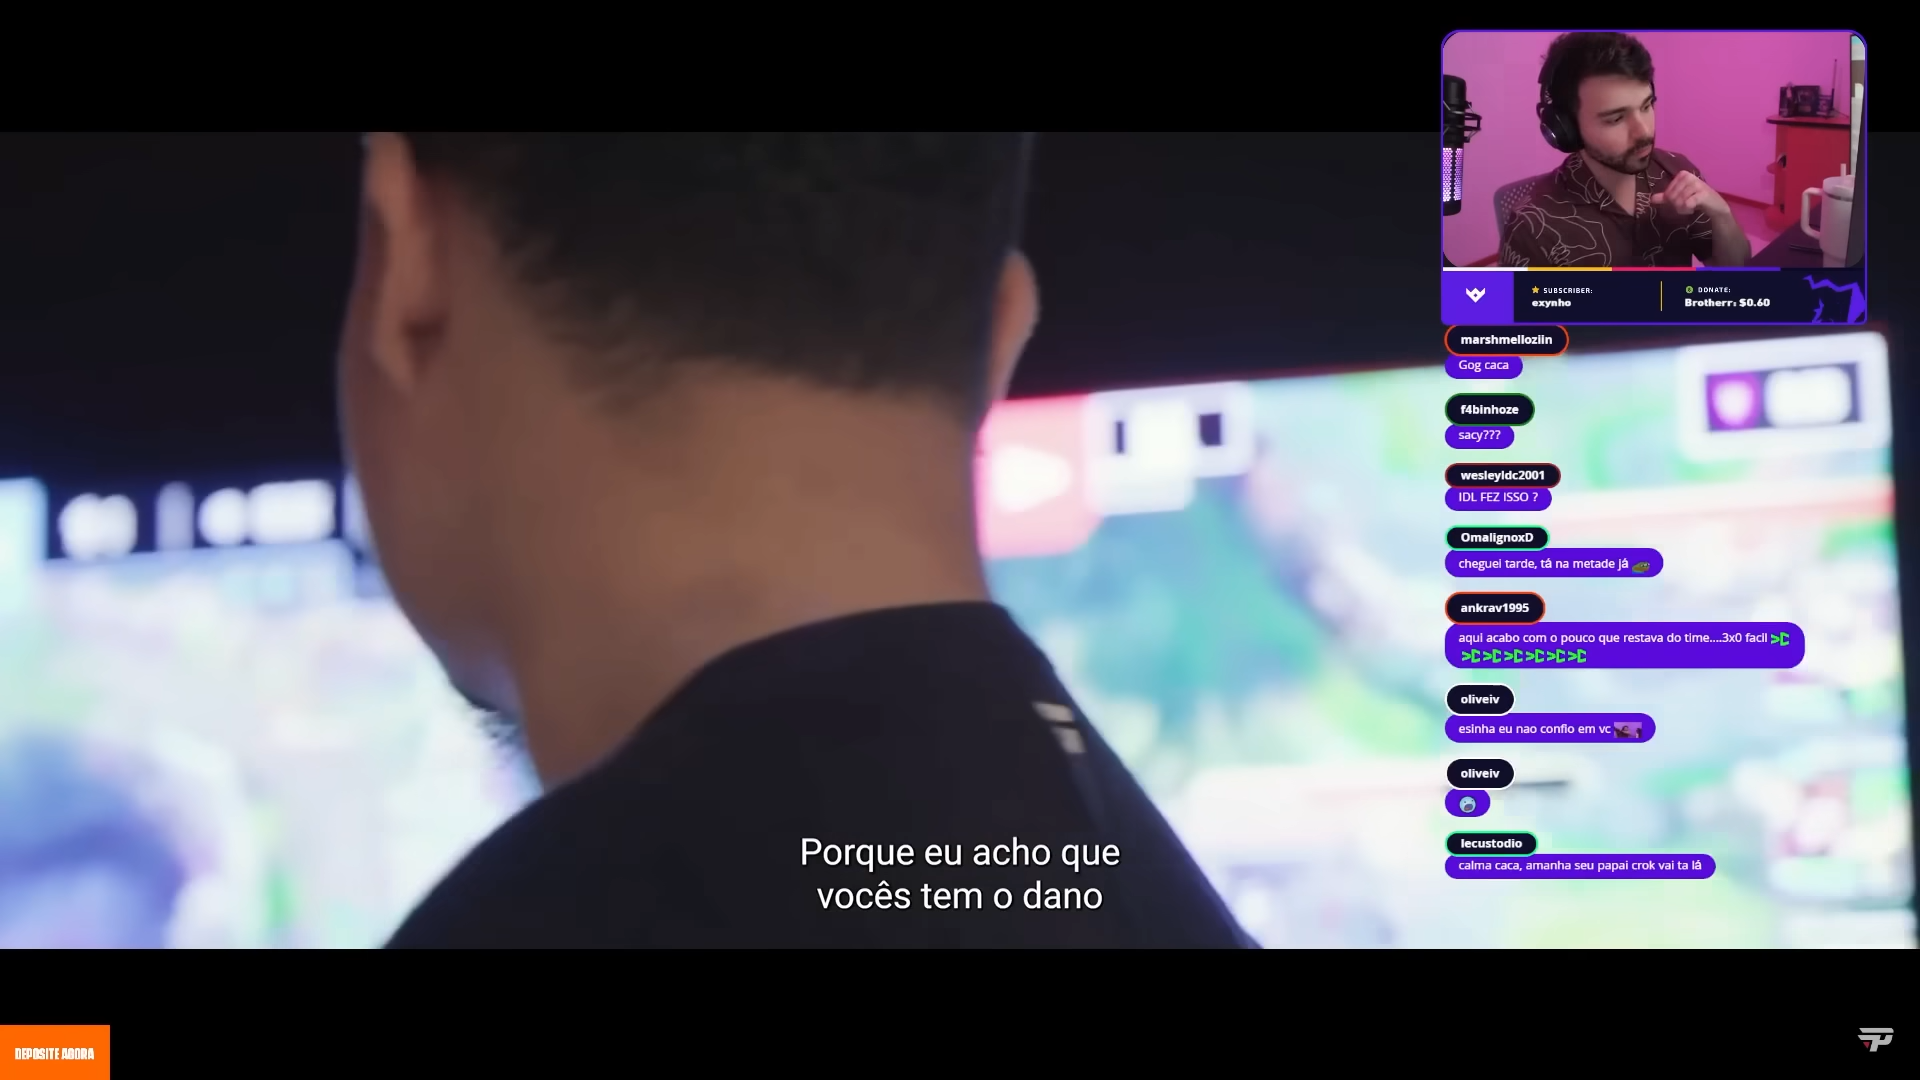 SUBSCRIBER:
exynho
DONATE:
Brotherr: $0.60
marshmelloziin
Gog caca
f4binhoze
sacy???
wesleyldc2001
IDL FEZ ISSO ?
OmalignoxD
cheguei tarde, tá na metade já
ankrav1995
aqui acabo com o pouco que restava do time....3x0 facil
oliveiv
esinha eu nao confio em vc
oliveiv
lecustodio
calma caca, amanha seu papai crok vai ta lá
Porque eu acho que
vocês tem o dano
DEPOSITE AGORA